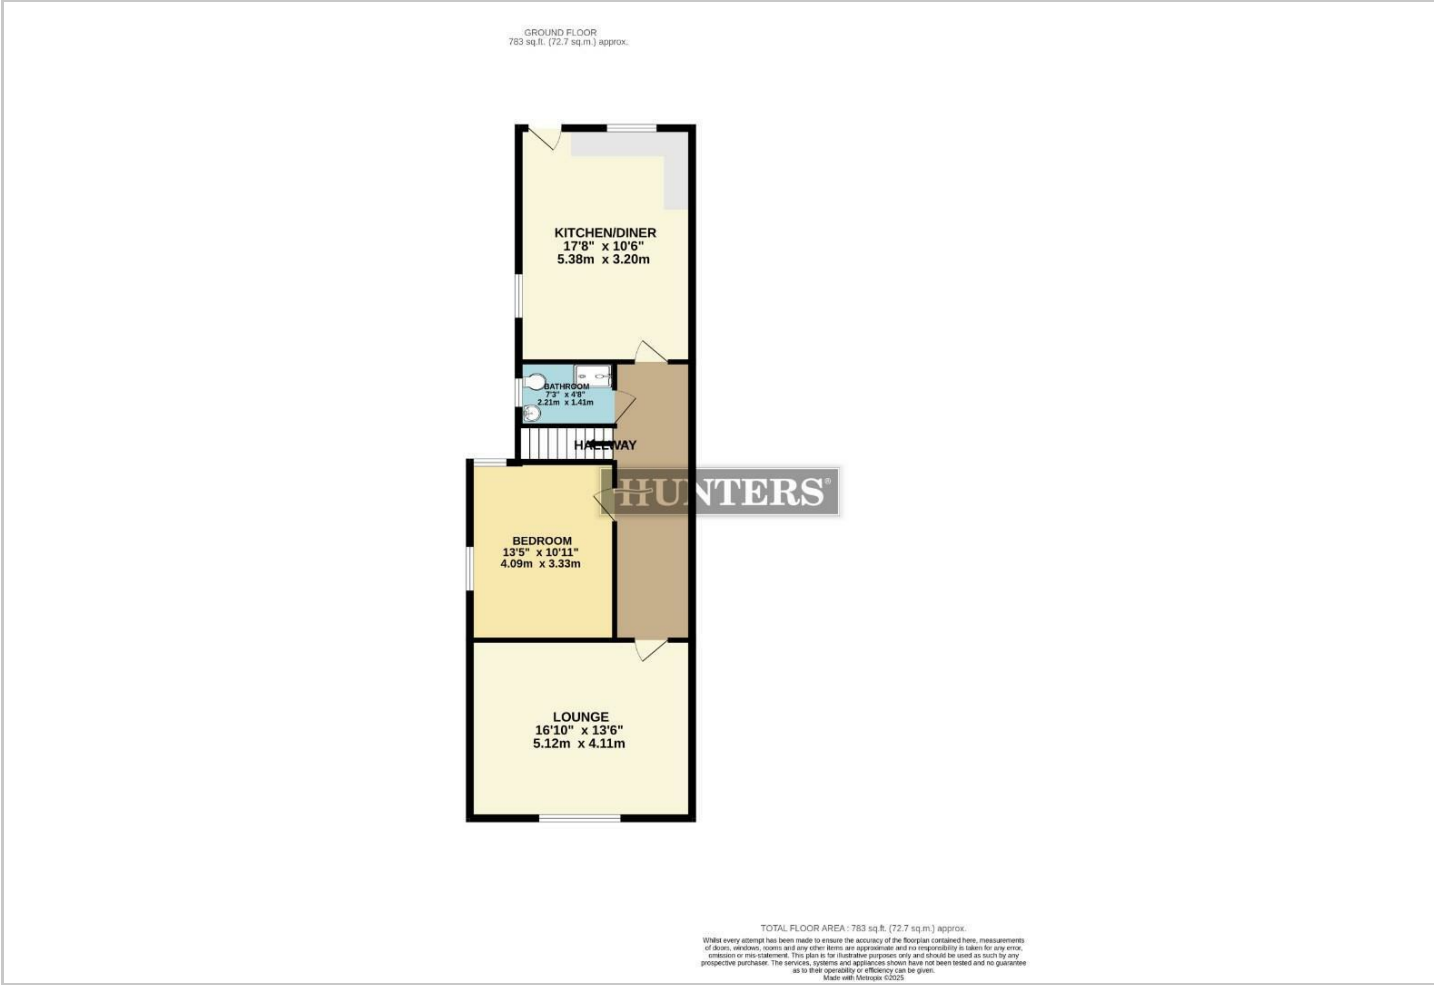 GROUND FLOOR
783 sq.ft. (72.7 sq.m.) approx.
KITCHEN/DINER
17'8" x 10'6"
5.38m x 3.20m
BATHROOM
7'3" x 4'8"
2.21m x 1.41m
HALLWAY
HUNTERS®
BEDROOM
13'5" x 10'11"
4.09m x 3.33m
LOUNGE
16'10" x 13'6"
5.12m x 4.11m
TOTAL FLOOR AREA : 783 sq.ft. (72.7 sq.m.) approx.
Whilst every attempt has been made to ensure the accuracy of the floorplan contained here, measurements
of doors, windows, rooms and any other items are approximate and no responsibility is taken for any error,
omission or mis-statement. This plan is for illustrative purposes only and should be used as such by any
prospective purchaser. The services, systems and appliances shown have not been tested and no guarantee
as to their operability or efficiency can be given.
Made with Metropix ©2025